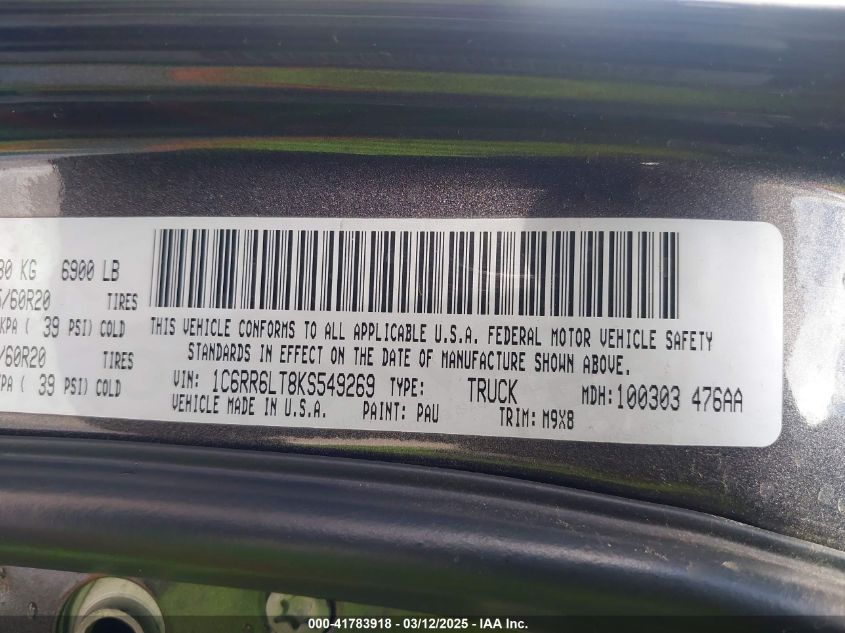 80 KG 6900 LB
5/60R20 TIRES
KPA ( 39 PSI) COLD
/60R20 TIRES
KPA ( 39 PSI) COLD
THIS VEHICLE CONFORMS TO ALL APPLICABLE U.S.A. FEDERAL MOTOR VEHICLE SAFETY
STANDARDS IN EFFECT ON THE DATE OF MANUFACTURE SHOWN ABOVE.
VIN: 1C6RR6LT8KS549269 TYPE: TRUCK MDH: 100303 476AA
VEHICLE MADE IN U.S.A. PAINT: PAU TRIM: M9X8
000-41783918 - 03/12/2025 - IAA Inc.